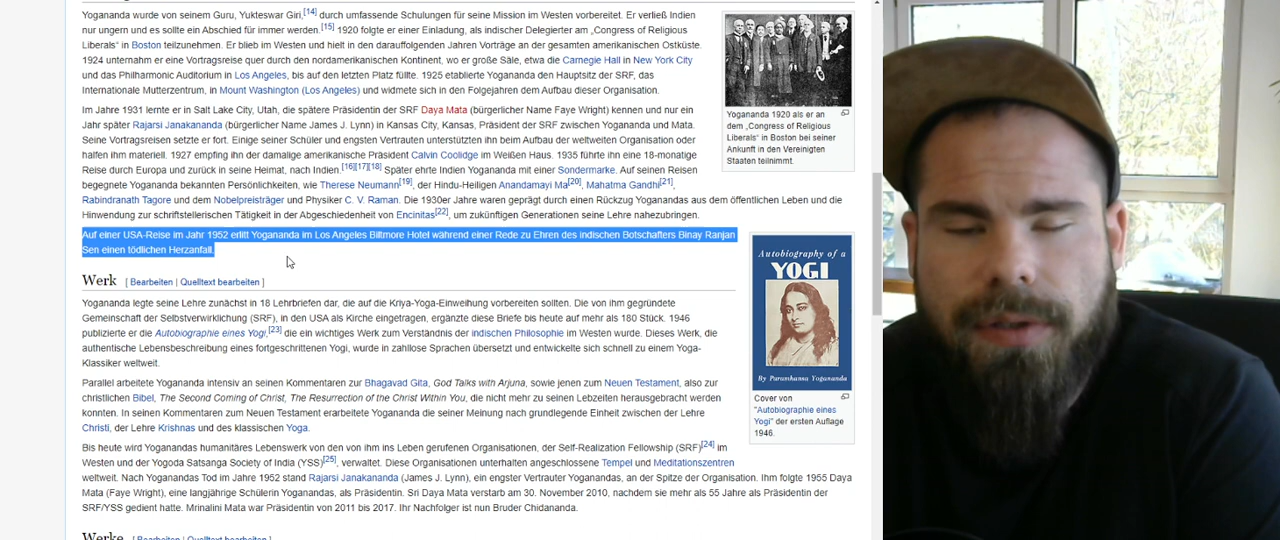 Yogananda wurde von seinem Guru, Yukteswar Giri,[14] durch umfassende Schulungen für seine Mission im Westen vorbereitet. Er verließ Indien
nur ungern und es sollte ein Abschied für immer werden.[15] 1920 folgte er einer Einladung, als indischer Delegierter am „Congress of Religious
Liberals“ in Boston teilzunehmen. Er blieb im Westen und hielt in den darauffolgenden Jahren Vorträge an der gesamten amerikanischen Ostküste.
1924 unternahm er eine Vortragsreise quer durch den nordamerikanischen Kontinent, wo er große Säle, etwa die Carnegie Hall in New York City
und das Philharmonic Auditorium in Los Angeles, bis auf den letzten Platz füllte. 1925 etablierte Yogananda den Hauptsitz der SRF, das
Internationale Mutterzentrum, in Mount Washington (Los Angeles) und widmete sich in den Folgejahren dem Aufbau dieser Organisation.
Yogananda 1920 als er an
dem „Congress of Religious
Liberals“ in Boston bei seiner
Ankunft in den Vereinigten
Staaten teilnimmt.
Im Jahre 1931 lernte er in Salt Lake City, Utah, die spätere Präsidentin der SRF Daya Mata (bürgerlicher Name Faye Wright) kennen und nur ein
Jahr später Rajarsi Janakananda (bürgerlicher Name James J. Lynn) in Kansas City, Kansas, Präsident der SRF zwischen Yogananda und Mata.
Seine Vortragsreisen setzte er fort. Einige seiner Schüler und engsten Vertrauten unterstützten ihn beim Aufbau der weltweiten Organisation oder
halfen ihm materiell. 1927 empfing ihn der damalige amerikanische Präsident Calvin Coolidge im Weißen Haus. 1935 führte ihn eine 18-monatige
Reise durch Europa und zurück in seine Heimat, nach Indien.[16][17][18] Später ehrte Indien Yogananda mit einer Sondermarke. Auf seinen Reisen
begegnete Yogananda bekannten Persönlichkeiten, wie Therese Neumann[19], der Hindu-Heiligen Anandamayi Ma[20], Mahatma Gandhi[21],
Rabindranath Tagore und dem Nobelpreisträger und Physiker C. V. Raman. Die 1930er Jahre waren geprägt durch einen Rückzug Yoganandas aus dem öffentlichen Leben und die
Hinwendung zur schriftstellerischen Tätigkeit in der Abgeschiedenheit von Encinitas[22], um zukünftigen Generationen seine Lehre nahezubringen.
Auf einer USA-Reise im Jahr 1952 erlitt Yogananda im Los Angeles Biltmore Hotel während einer Rede zu Ehren des indischen Botschafters Binay Ranjan
Sen einen tödlichen Herzanfall.
Autobiography of a
YOGI
By Paramhansa Yogananda
Cover von
"Autobiografie eines
Yogi" der ersten Auflage
1946.
Werk [ Bearbeiten | Quelltext bearbeiten ]
Yogananda legte seine Lehre zunächst in 18 Lehrbriefen dar, die auf die Kriya-Yoga-Einweihung vorbereiten sollten. Die von ihm gegründete
Gemeinschaft der Selbstverwirklichung (SRF), in den USA als Kirche eingetragen, ergänzte diese Briefe bis heute auf mehr als 180 Stück. 1946
publizierte er die Autobiographie eines Yogi,[23] die ein wichtiges Werk zum Verständnis der indischen Philosophie im Westen wurde. Dieses Werk, die
authentische Lebensbeschreibung eines fortgeschrittenen Yogi, wurde in zahllose Sprachen übersetzt und entwickelte sich schnell zu einem Yoga-
Klassiker weltweit.
Parallel arbeitete Yogananda intensiv an seinen Kommentaren zur Bhagavad Gita, God Talks with Arjuna, sowie jenen zum Neuen Testament, also zur
christlichen Bibel, The Second Coming of Christ, The Resurrection of the Christ Within You, die nicht mehr zu seinen Lebzeiten herausgebracht werden
konnten. In seinen Kommentaren zum Neuen Testament erarbeitete Yogananda die seiner Meinung nach grundlegende Einheit zwischen der Lehre
Christi, der Lehre Krishnas und des klassischen Yoga.
Bis heute wird Yoganandas humanitäres Lebenswerk von den von ihm ins Leben gerufenen Organisationen, der Self-Realization Fellowship (SRF)[24] im
Westen und der Yogoda Satsanga Society of India (YSS)[25], verwaltet. Diese Organisationen unterhalten angeschlossene Tempel und Meditationszentren
weltweit. Nach Yoganandas Tod im Jahre 1952 stand Rajarsi Janakananda (James J. Lynn), ein engster Vertrauter Yoganandas, an der Spitze der Organisation. Ihm folgte 1955 Daya
Mata (Faye Wright), eine langjährige Schülerin Yoganandas, als Präsidentin. Sri Daya Mata verstarb am 30. November 2010, nachdem sie mehr als 55 Jahre als Präsidentin der
SRF/YSS gedient hatte. Mrinalini Mata war Präsidentin von 2011 bis 2017. Ihr Nachfolger ist nun Bruder Chidananda.
Werke [ Bearbeiten | Quelltext bearbeiten ]